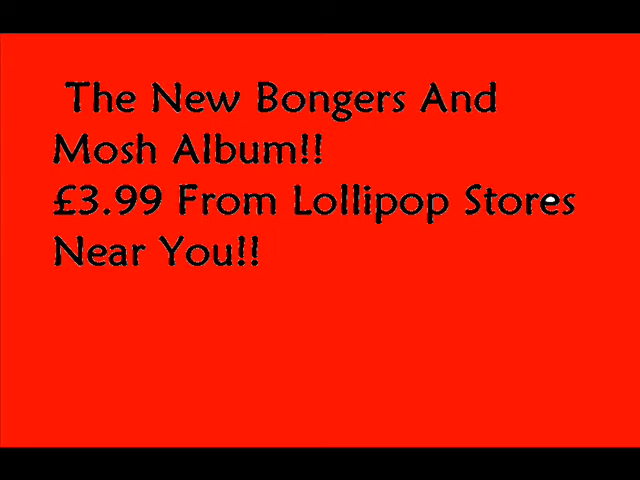 The New Bongers And
Mosh Album!!
£3.99 From Lollipop Stores
Near You!!